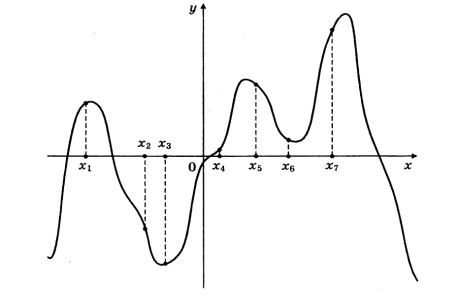 y
x₂ x₃
x₁ 0 x₄ x₅ x₆ x₇ x